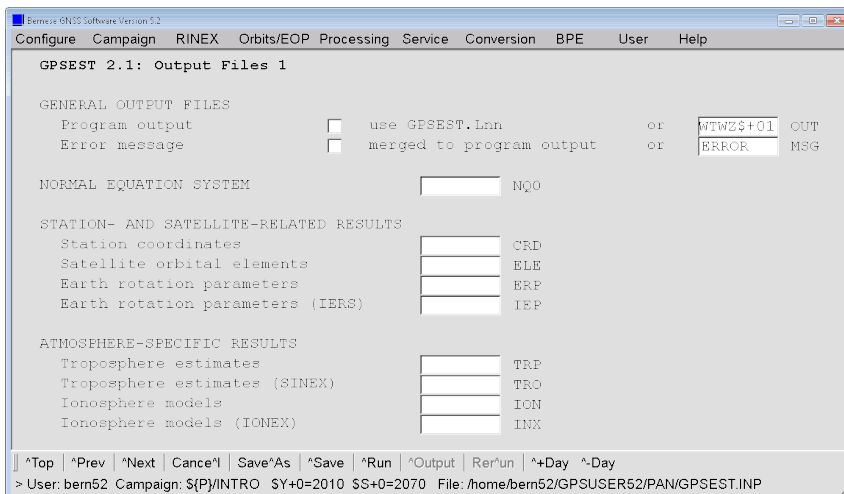 Bernese GNSS Software Version 5.2
Configure Campaign RINEX Orbits/EOP Processing Service Conversion BPE User Help
GPSEST 2.1: Output Files 1
GENERAL OUTPUT FILES
Program output use GPSEST.Lnn or WTWZ$+01 OUT
Error message merged to program output or ERROR MSG
NORMAL EQUATION SYSTEM NQ0
STATION- AND SATELLITE-RELATED RESULTS
Station coordinates CRD
Satellite orbital elements ELE
Earth rotation parameters ERP
Earth rotation parameters (IERS) IEP
ATMOSPHERE-SPECIFIC RESULTS
Troposphere estimates TRP
Troposphere estimates (SINEX) TRO
Ionosphere models ION
Ionosphere models (IONEX) INX
^Top | ^Prev | ^Next | Cance^l | Save^As | ^Save | ^Run | ^Output | Rer^un | ^+Day ^-Day
> User: bern52 Campaign: ${P}/INTRO $Y+0=2010 $S+0=2070 File: /home/bern52/GPSUSER52/PAN/GPSEST.INP